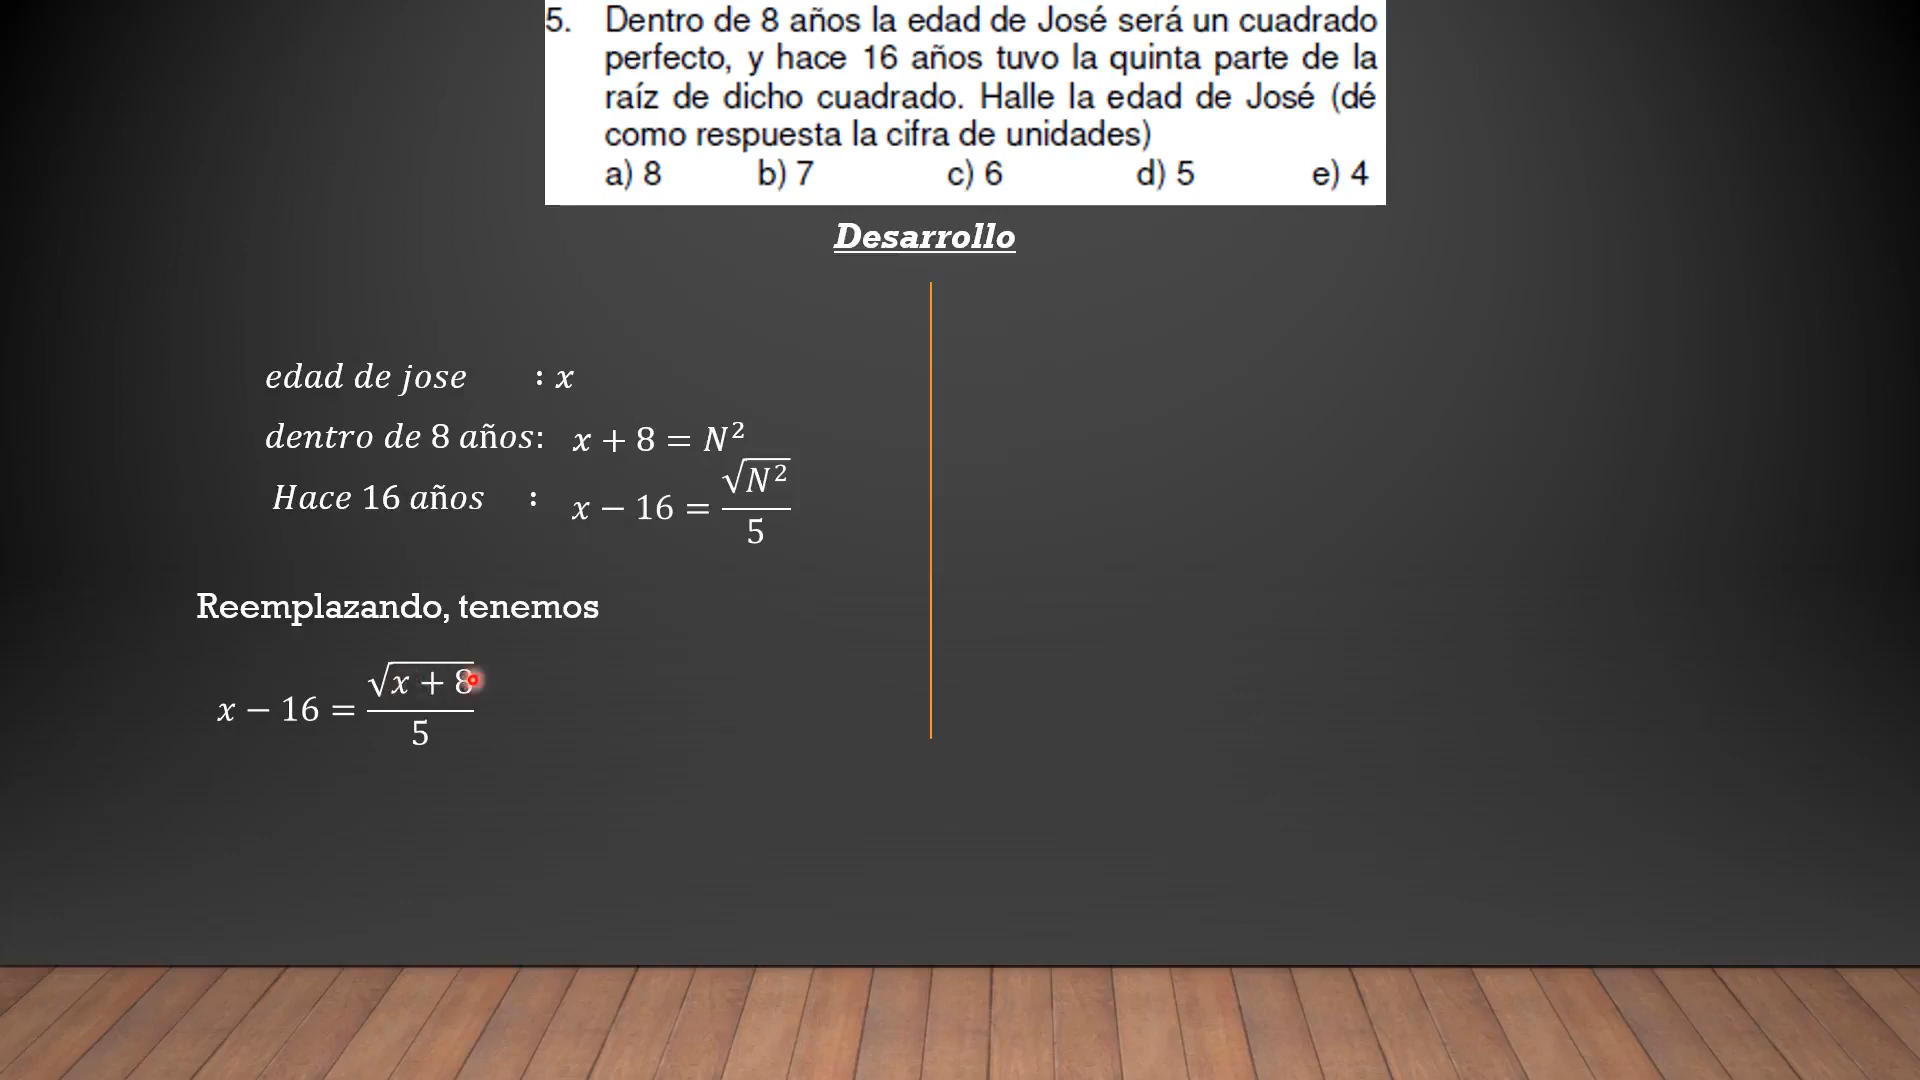 5. Dentro de 8 años la edad de José será un cuadrado
perfecto, y hace 16 años tuvo la quinta parte de la
raíz de dicho cuadrado. Halle la edad de José (dé
como respuesta la cifra de unidades)
a) 8 b) 7 c) 6 d) 5 e) 4
Desarrollo
edad de jose : x
dentro de 8 años: x + 8 = N²
Hace 16 años : x − 16 = √N² / 5
Reemplazando, tenemos
x − 16 = √(x + 8) / 5